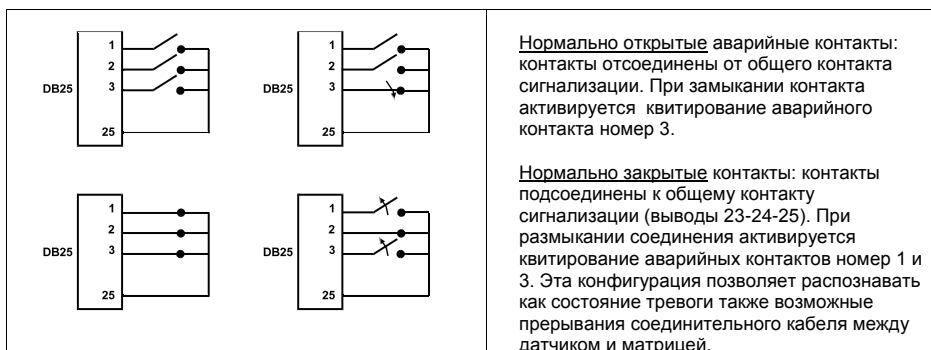 1
2
DB25
3
25
1
2
DB25
3
25
1
2
DB25
3
25
1
2
DB25
3
25
Нормально открытые аварийные контакты:
контакты отсоединены от общего контакта
сигнализации. При замыкании контакта
активируется квитирование аварийного
контакта номер 3.
Нормально закрытые контакты: контакты
подсоединены к общему контакту
сигнализации (выводы 23-24-25). При
размыкании соединения активируется
квитирование аварийных контактов номер 1 и
3. Эта конфигурация позволяет распознавать
как состояние тревоги также возможные
прерывания соединительного кабеля между
датчиком и матрицей.